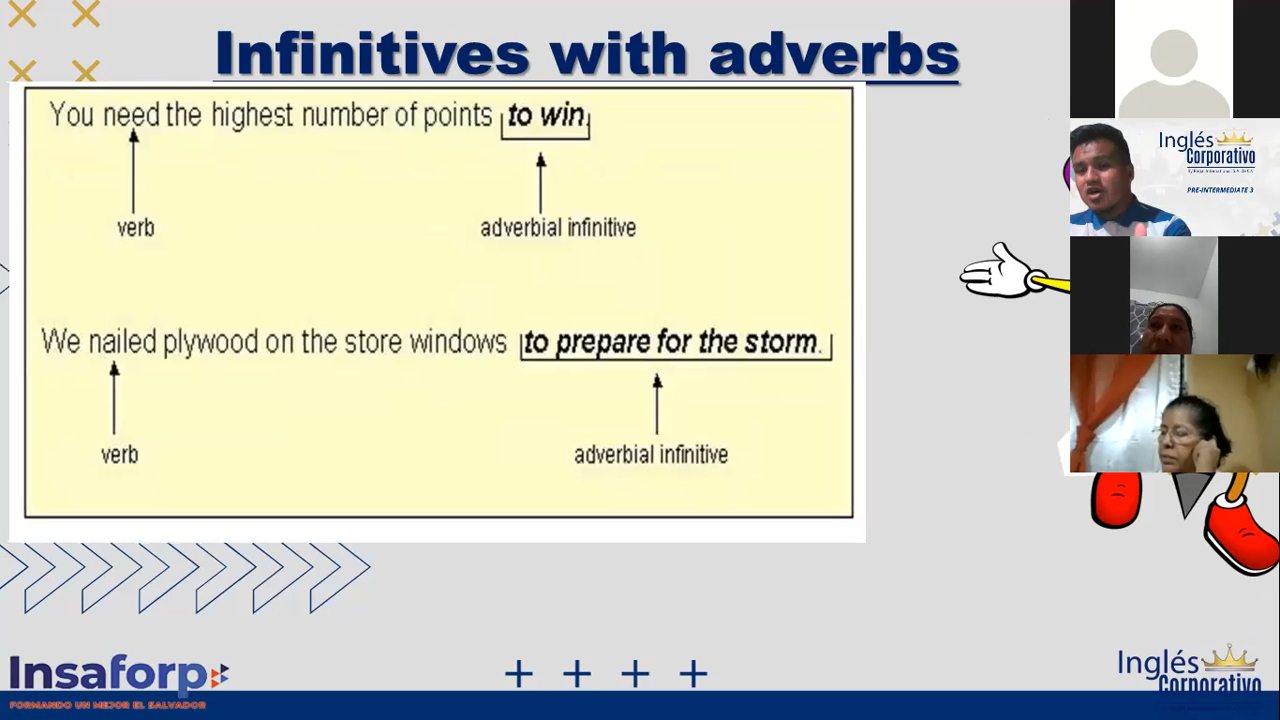 Infinitives with adverbs
You need the highest number of points to win.
verb
adverbial infinitive
We nailed plywood on the store windows to prepare for the storm.
verb
adverbial infinitive
Inglés
Corporativo
PRE-INTERMEDIATE 3
Insaforp
FORMANDO UN MEJOR EL SALVADOR
Inglés
Corporativo